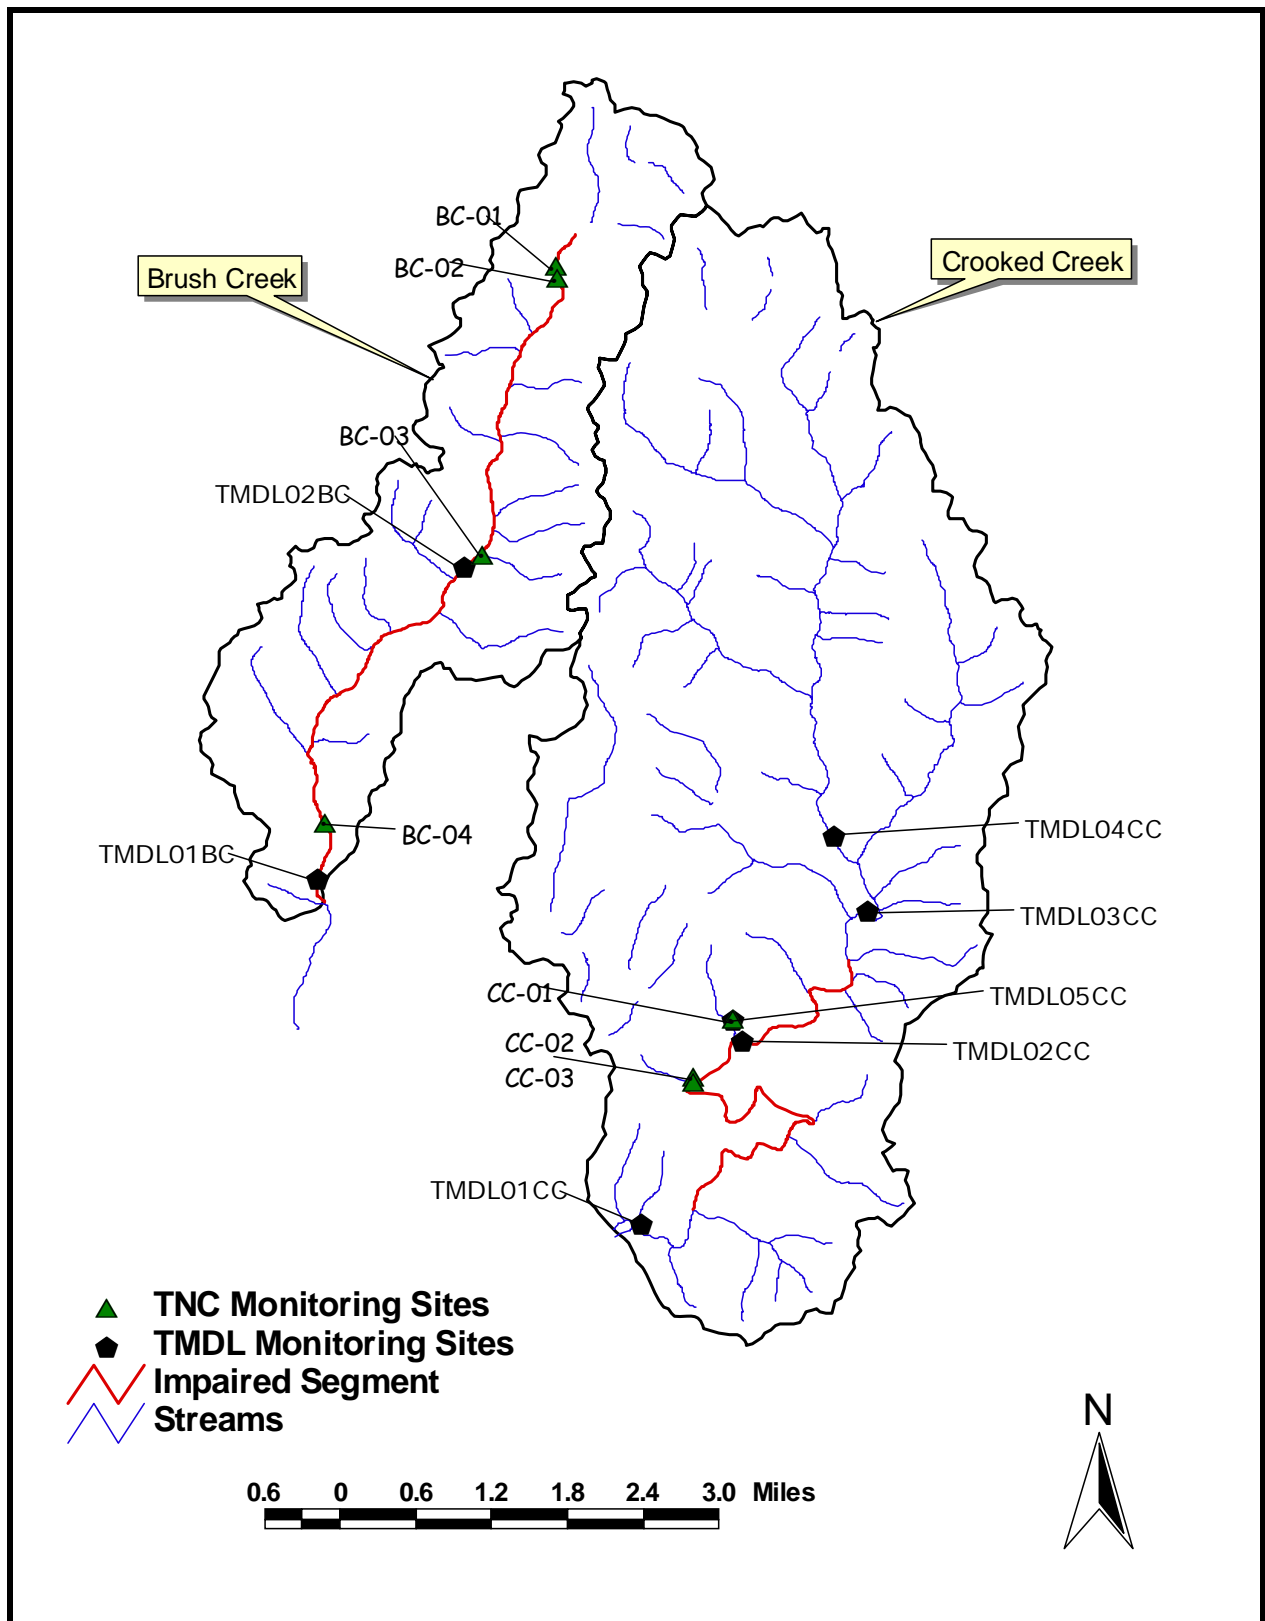 BC-01
Brush Creek
BC-02
Crooked Creek
BC-03
TMDL02BC
BC-04
TMDL01BC
TMDL04CC
TMDL03CC
CC-01
TMDL05CC
CC-02
TMDL02CC
CC-03
TMDL01CC
TNC Monitoring Sites
TMDL Monitoring Sites
Impaired Segment
Streams
N
0.6 0 0.6 1.2 1.8 2.4 3.0 Miles